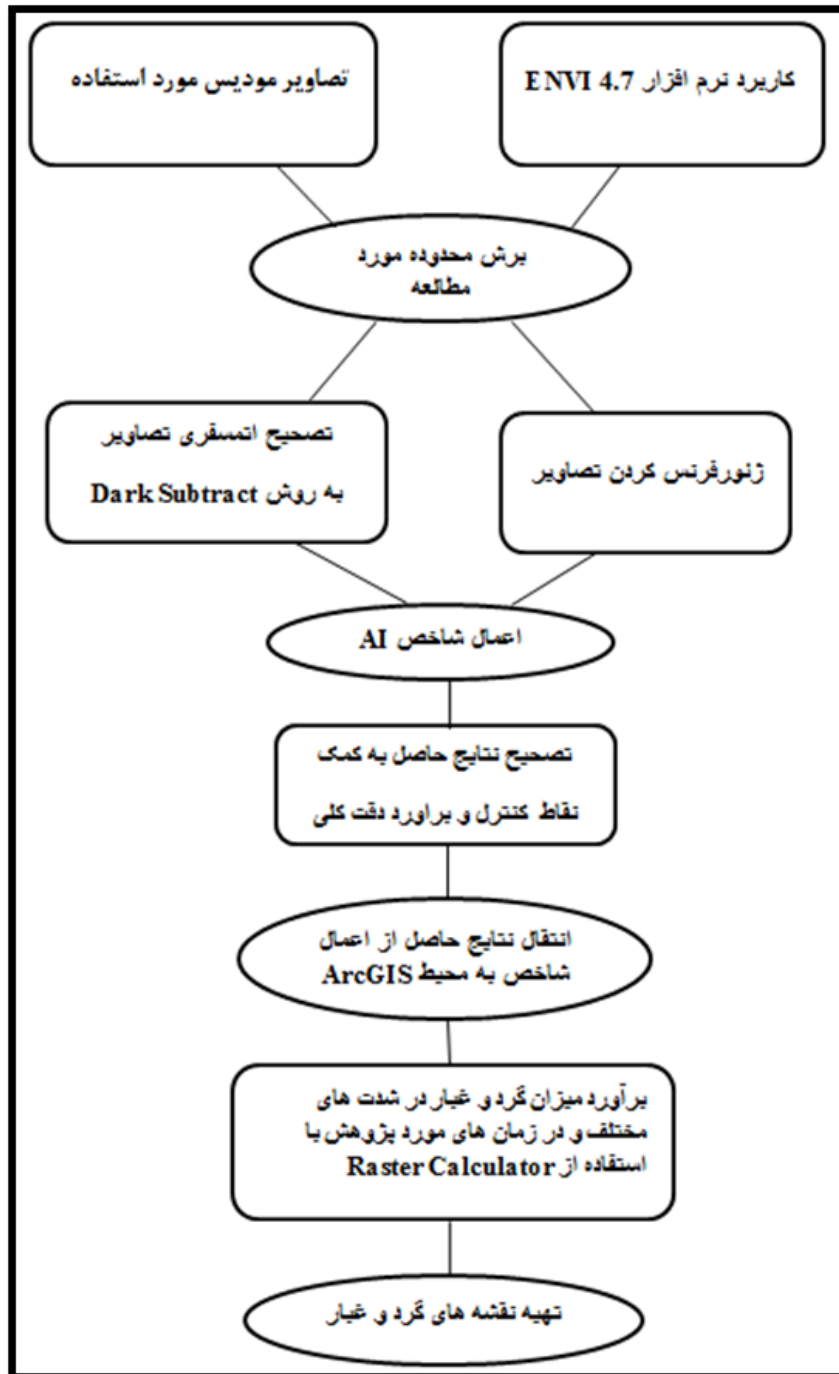 کاربرد نرم افزار ENVI 4.7
تصاویر مودیس مورد استفاده
برش محدوده مورد
مطالعه
ژئورفرنس کردن تصاویر
تصحیح اتمسفری تصاویر
به روش Dark Subtract
اعمال شاخص AI
تصحیح نتایج حاصل به کمک
نقاط کنترل و براورد دقت کلی
انتقال نتایج حاصل از اعمال
شاخص به محیط ArcGIS
برآورد میزان گرد و غبار در شدت های
مختلف و در زمان های مورد پژوهش با
استفاده از Raster Calculator
تهیه نقشه های گرد و غبار